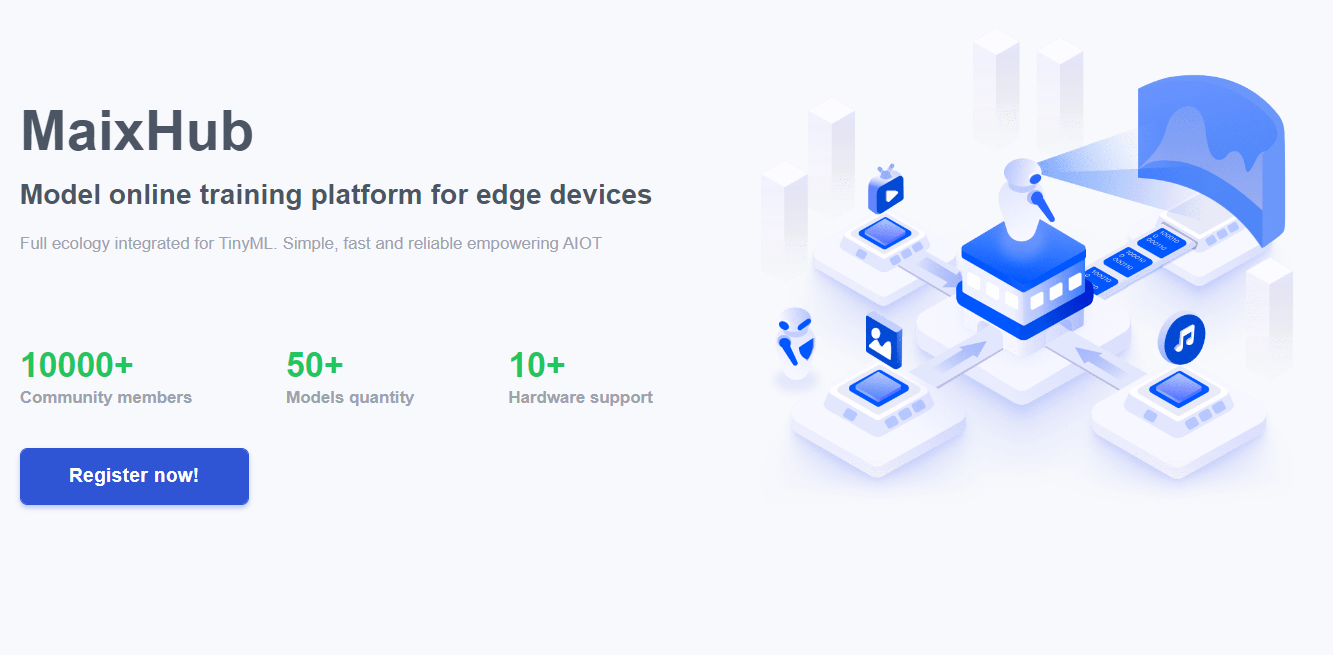 MaixHub
Model online training platform for edge devices
Full ecology integrated for TinyML. Simple, fast and reliable empowering AIOT
10000+ 50+ 10+
Community members Models quantity Hardware support
Register now!